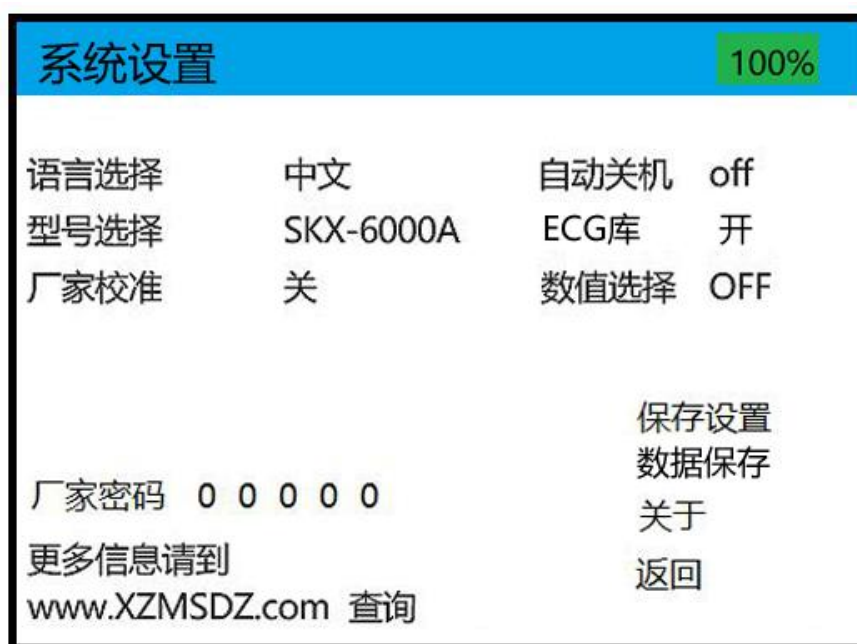 系统设置 100%
语言选择 中文 自动关机 off
型号选择 SKX-6000A ECG库 开
厂家校准 关 数值选择 OFF
保存设置
数据保存
厂家密码 0 0 0 0 0
关于
更多信息请到
返回
www.XZMSDZ.com 查询